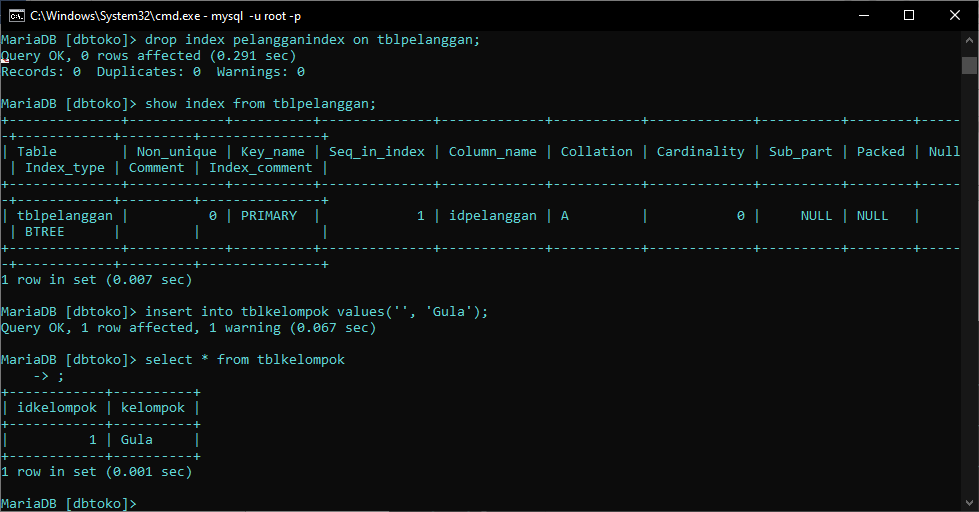 C:\Windows\System32\cmd.exe - mysql -u root -p
MariaDB [dbtoko]> drop index pelangganindex on tblpelanggan;
Query OK, 0 rows affected (0.291 sec)
Records: 0  Duplicates: 0  Warnings: 0
MariaDB [dbtoko]> show index from tblpelanggan;
+--------------+------------+----------+--------------+--------------+-----------+-------------+----------+--------+-----
-+------------+---------+---------------+
| Table        | Non_unique | Key_name | Seq_in_index | Column_name | Collation | Cardinality | Sub_part | Packed | Null
 | Index_type | Comment | Index_comment |
+--------------+------------+----------+--------------+--------------+-----------+-------------+----------+--------+-----
-+------------+---------+---------------+
| tblpelanggan |          0 | PRIMARY  |            1 | idpelanggan | A         |           0 |     NULL | NULL   |
 | BTREE      |         |               |
+--------------+------------+----------+--------------+--------------+-----------+-------------+----------+--------+-----
-+------------+---------+---------------+
1 row in set (0.007 sec)
MariaDB [dbtoko]> insert into tblkelompok values('', 'Gula');
Query OK, 1 row affected, 1 warning (0.067 sec)
MariaDB [dbtoko]> select * from tblkelompok
    -> ;
+------------+----------+
| idkelompok | kelompok |
+------------+----------+
|          1 | Gula     |
+------------+----------+
1 row in set (0.001 sec)
MariaDB [dbtoko]>